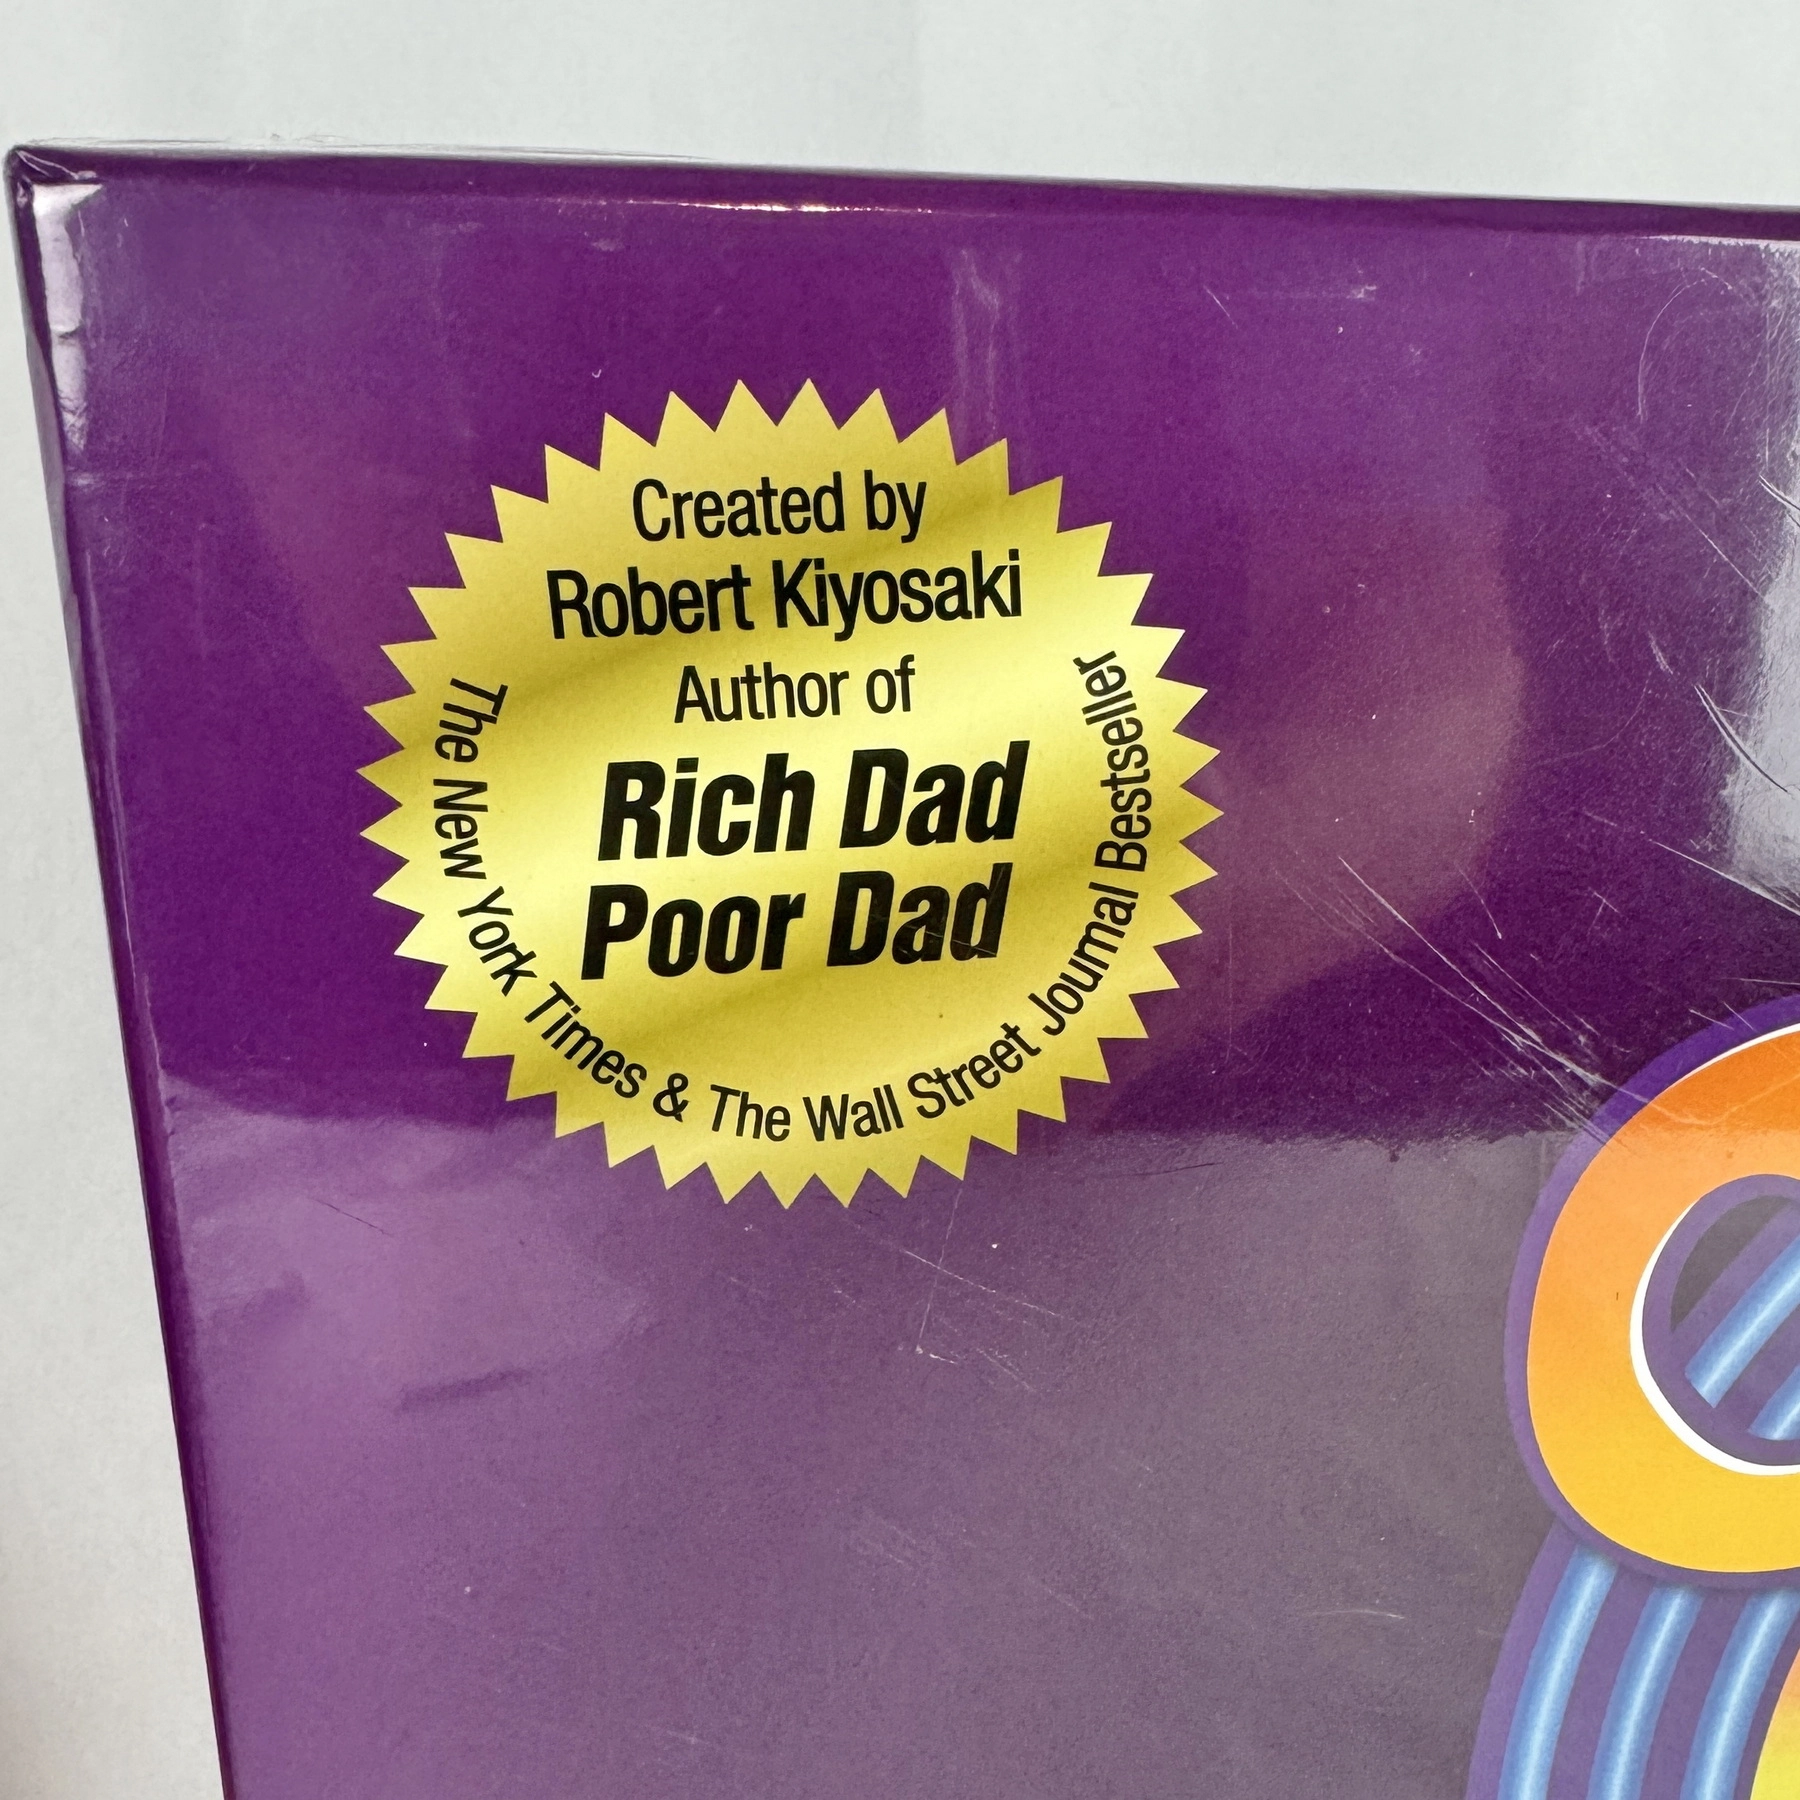 Created by
Robert Kiyosaki
Author of
Rich Dad
Poor Dad
The New York Times & The Wall Street Journal Bestseller